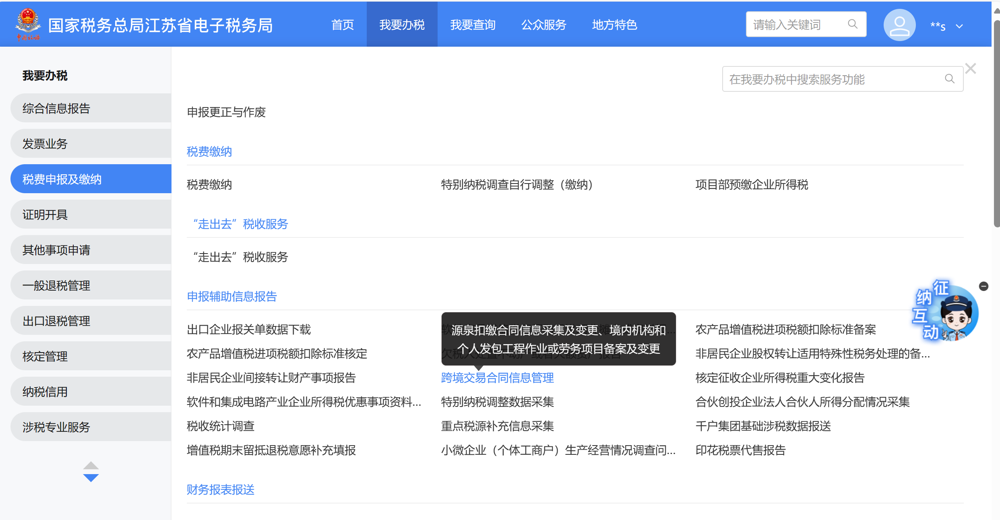 国家税务总局江苏省电子税务局
首页
我要办税
我要查询
公众服务
地方特色
请输入关键词
**s
中国税务
我要办税
综合信息报告
发票业务
税费申报及缴纳
证明开具
其他事项申请
一般退税管理
出口退税管理
核定管理
纳税信用
涉税专业服务
在我要办税中搜索服务功能
申报更正与作废
税费缴纳
税费缴纳
特别纳税调查自行调整（缴纳）
项目部预缴企业所得税
“走出去”税收服务
“走出去”税收服务
申报辅助信息报告
出口企业报关单数据下载
源泉扣缴合同信息采集及变更、境内机构和
个人发包工程作业或劳务项目备案及变更
农产品增值税进项税额扣除标准备案
农产品增值税进项税额扣除标准核定
非居民企业股权转让适用特殊性税务处理的备...
非居民企业间接转让财产事项报告
跨境交易合同信息管理
核定征收企业所得税重大变化报告
软件和集成电路产业企业所得税优惠事项资料...
特别纳税调整数据采集
合伙创投企业法人合伙人所得分配情况采集
税收统计调查
重点税源补充信息采集
千户集团基础涉税数据报送
增值税期末留抵退税意愿补充填报
小微企业（个体工商户）生产经营情况调查问...
印花税票代售报告
财务报表报送
征
纳
互
动